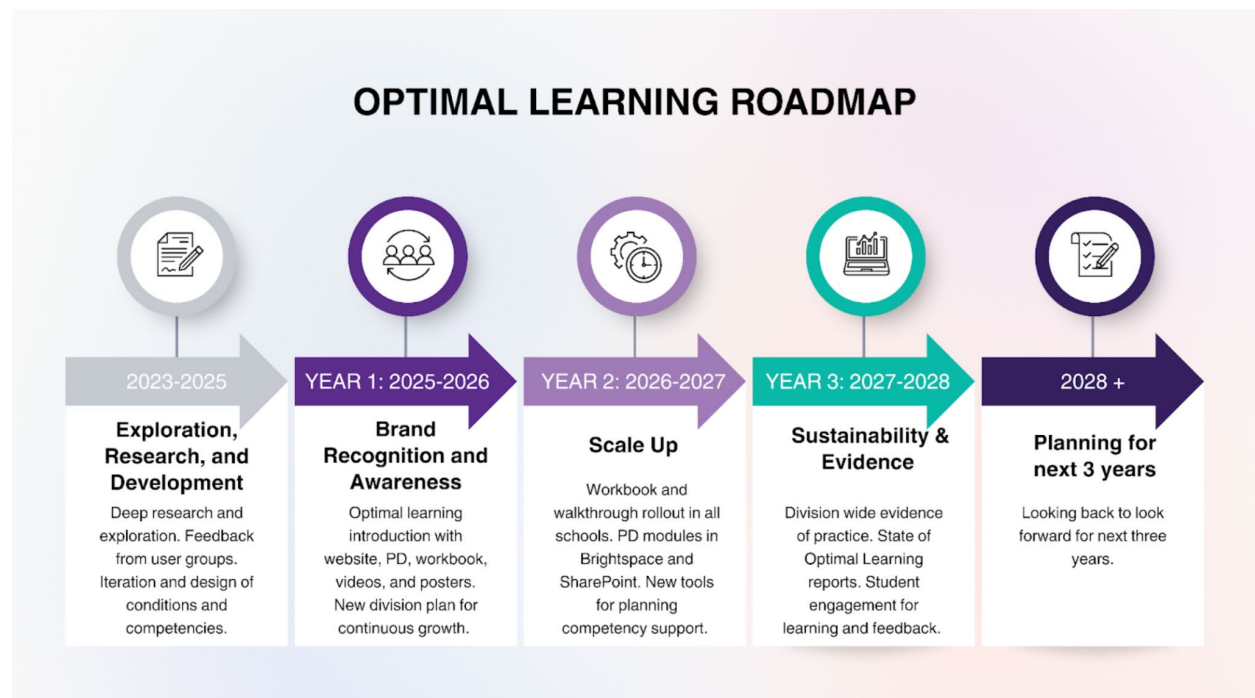 OPTIMAL LEARNING ROADMAP
2023-2025
Exploration,
Research, and
Development
Deep research and
exploration. Feedback
from user groups.
Iteration and design of
conditions and
competencies.
YEAR 1: 2025-2026
Brand
Recognition and
Awareness
Optimal learning
introduction with
website, PD, workbook,
videos, and posters.
New division plan for
continuous growth.
YEAR 2: 2026-2027
Scale Up
Workbook and
walkthrough rollout in all
schools. PD modules in
Brightspace and
SharePoint. New tools
for planning
competency support.
YEAR 3: 2027-2028
Sustainability &
Evidence
Division wide evidence
of practice. State of
Optimal Learning
reports. Student
engagement for
learning and feedback.
2028 +
Planning for
next 3 years
Looking back to look
forward for next three
years.